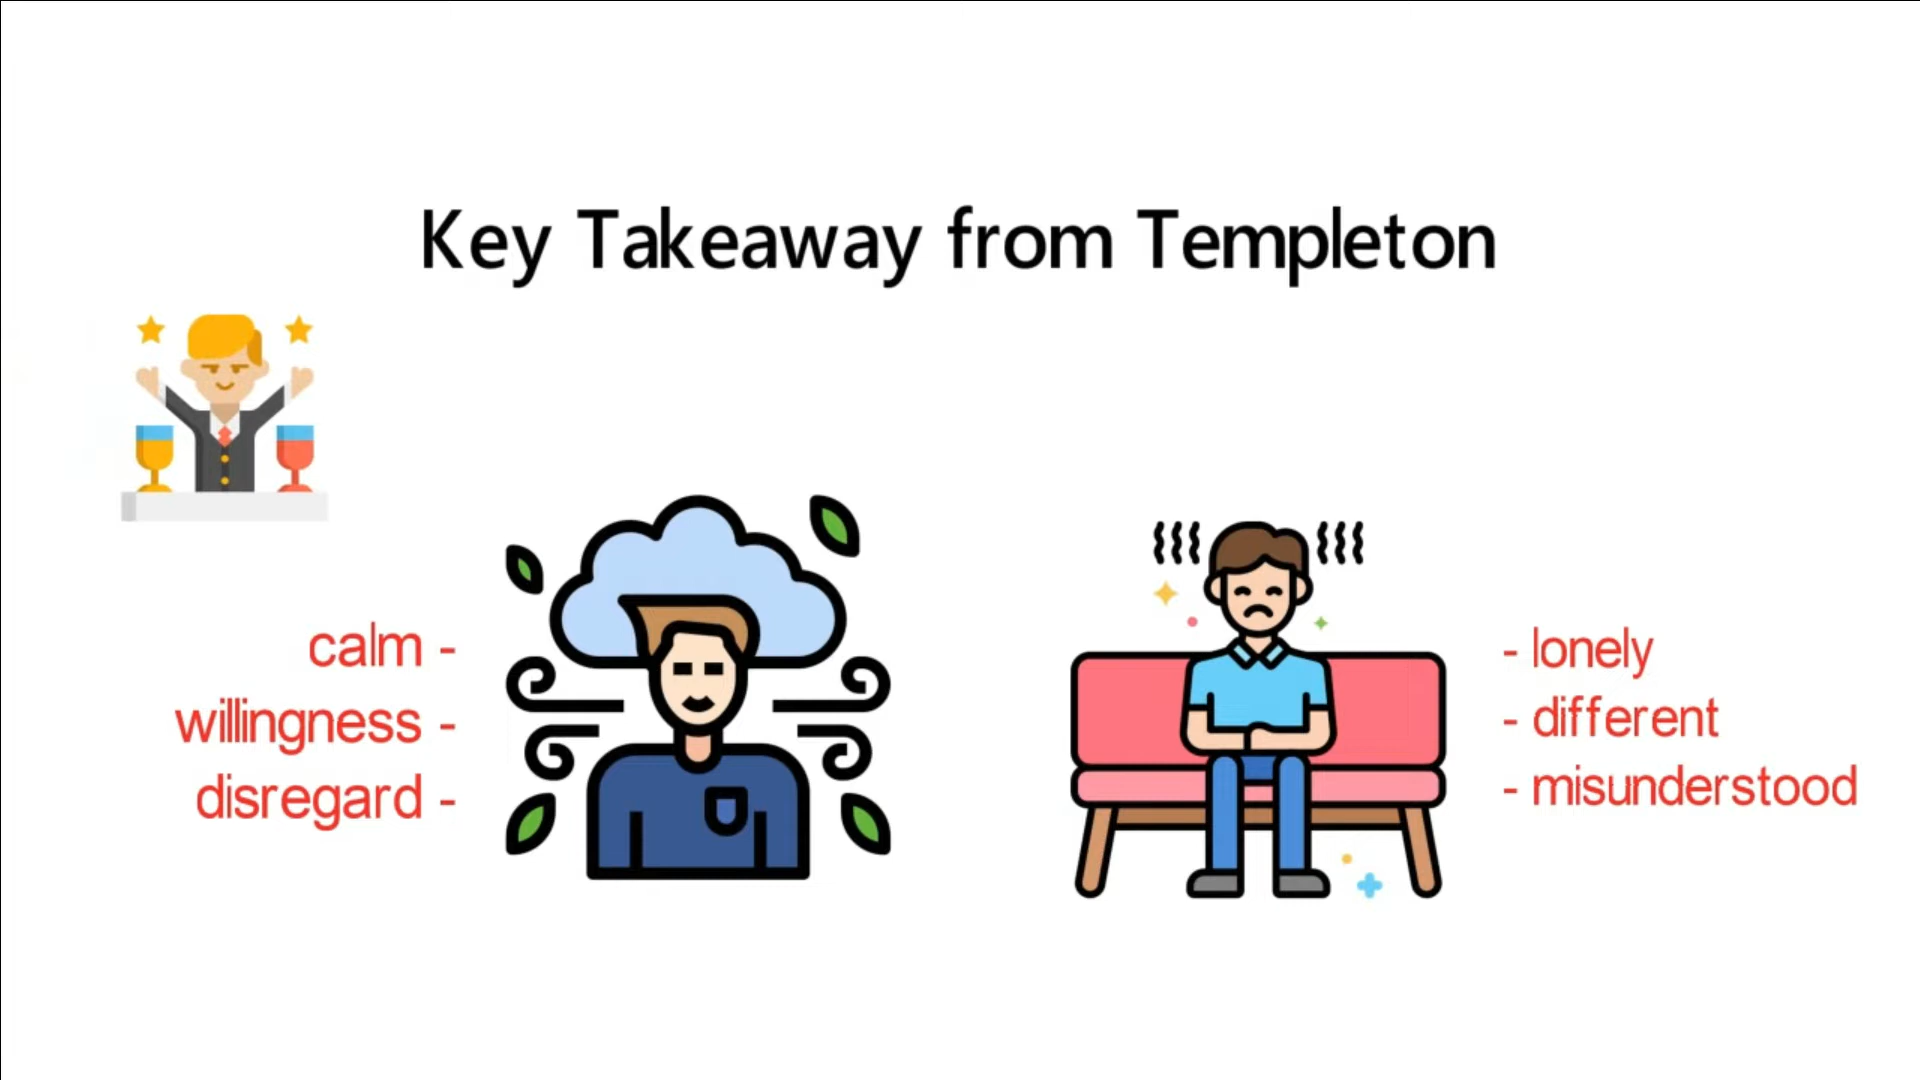 Key Takeaway from Templeton
calm -
willingness -
disregard -
- lonely
- different
- misunderstood